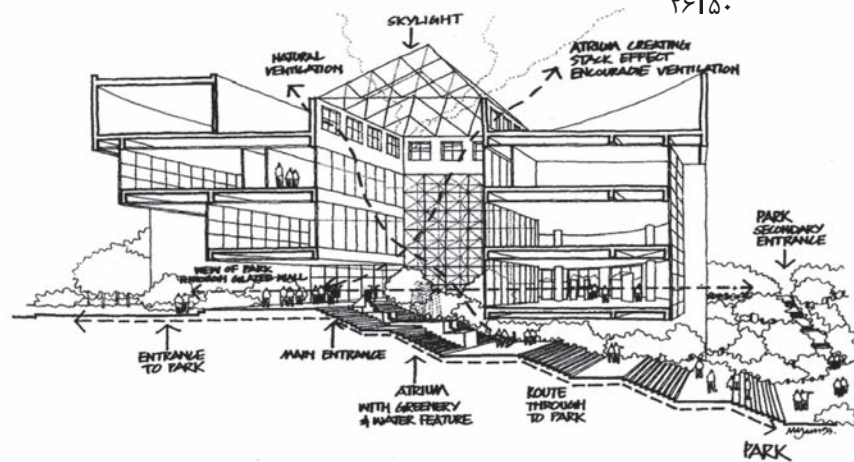 ۲۶۱۵۰
SKYLIGHT
NATURAL
VENTILATION
ATRIUM CREATING
STACK EFFECT
ENCOURADIE VENTILATION
PARK
SECONDARY
ENTRANCE
VIEW OF PARK
THROUGH GLAZED WALL
ENTRANCE
TO PARK
MAIN ENTRANCE
ATRIUM
WITH GREENERY
& WATER FEATURE
ROUTE
THROUGH
TO PARK
PARK